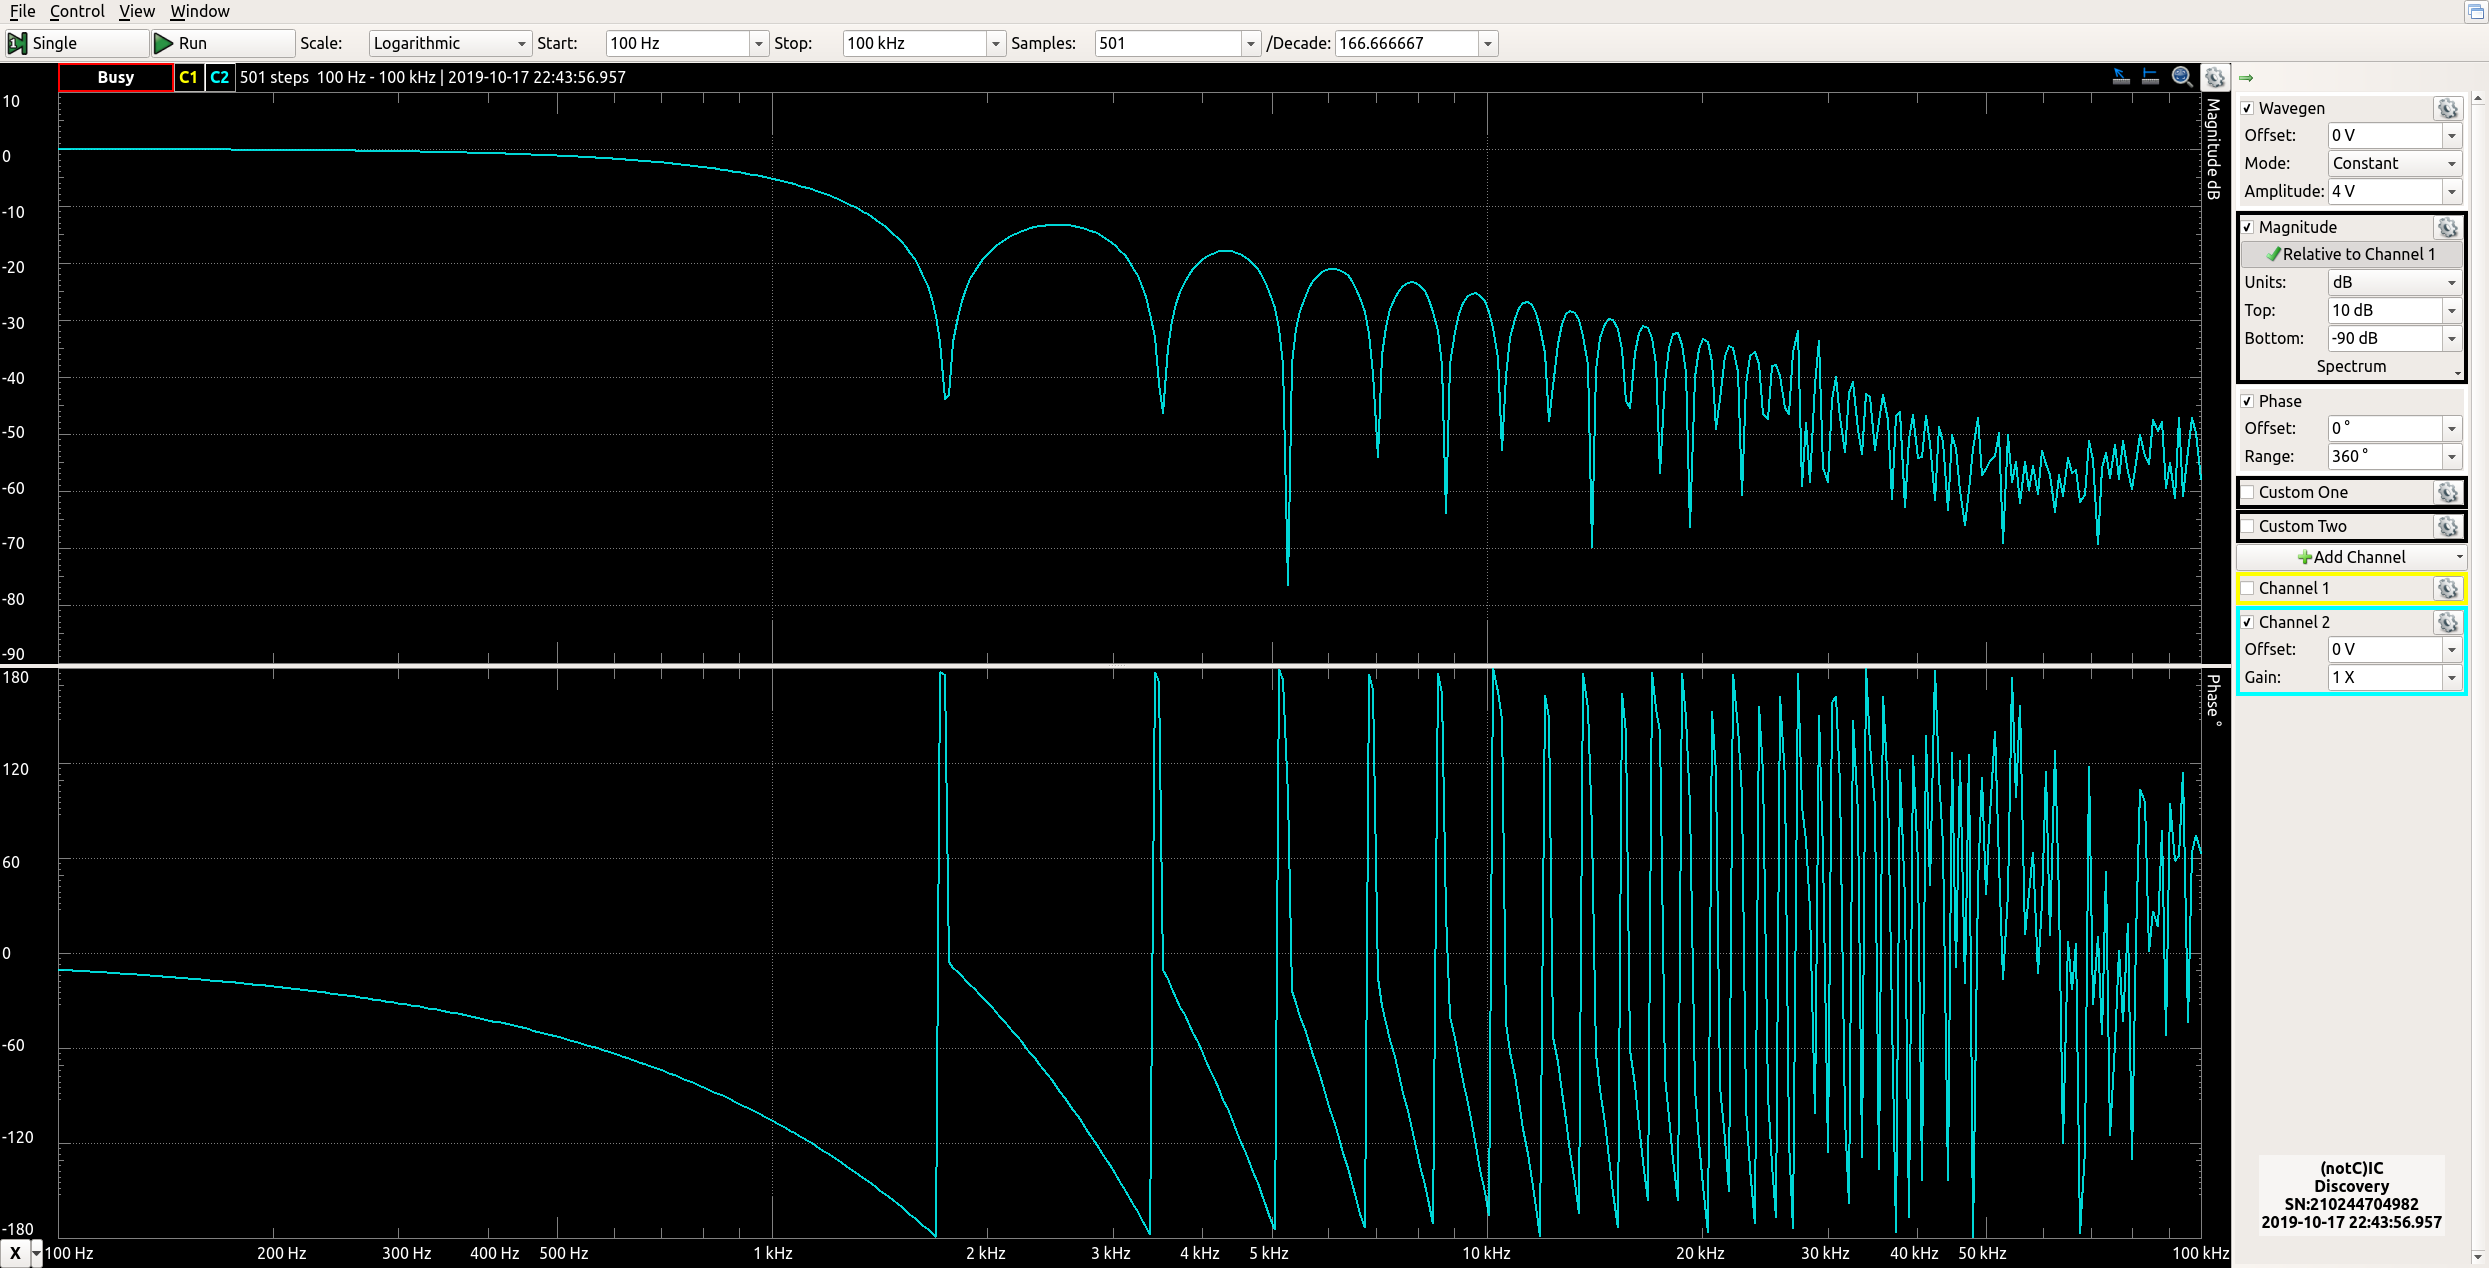 File Control View Window
Single Run Scale: Logarithmic Start: 100 Hz Stop: 100 kHz Samples: 501 /Decade: 166.666667
Busy C1 C2 501 steps 100 Hz - 100 kHz | 2019-10-17 22:43:56.957
10
0
-10
-20
-30
-40
-50
-60
-70
-80
-90
Magnitude dB
180
120
60
0
-60
-120
-180
Phase °
X 100 Hz 200 Hz 300 Hz 400 Hz 500 Hz 1 kHz 2 kHz 3 kHz 4 kHz 5 kHz 10 kHz 20 kHz 30 kHz 40 kHz 50 kHz 100 kHz
Wavegen
Offset: 0 V
Mode: Constant
Amplitude: 4 V
Magnitude
Relative to Channel 1
Units: dB
Top: 10 dB
Bottom: -90 dB
Spectrum
Phase
Offset: 0 °
Range: 360 °
Custom One
Custom Two
Add Channel
Channel 1
Channel 2
Offset: 0 V
Gain: 1 X
(notC)IC
Discovery
SN:210244704982
2019-10-17 22:43:56.957